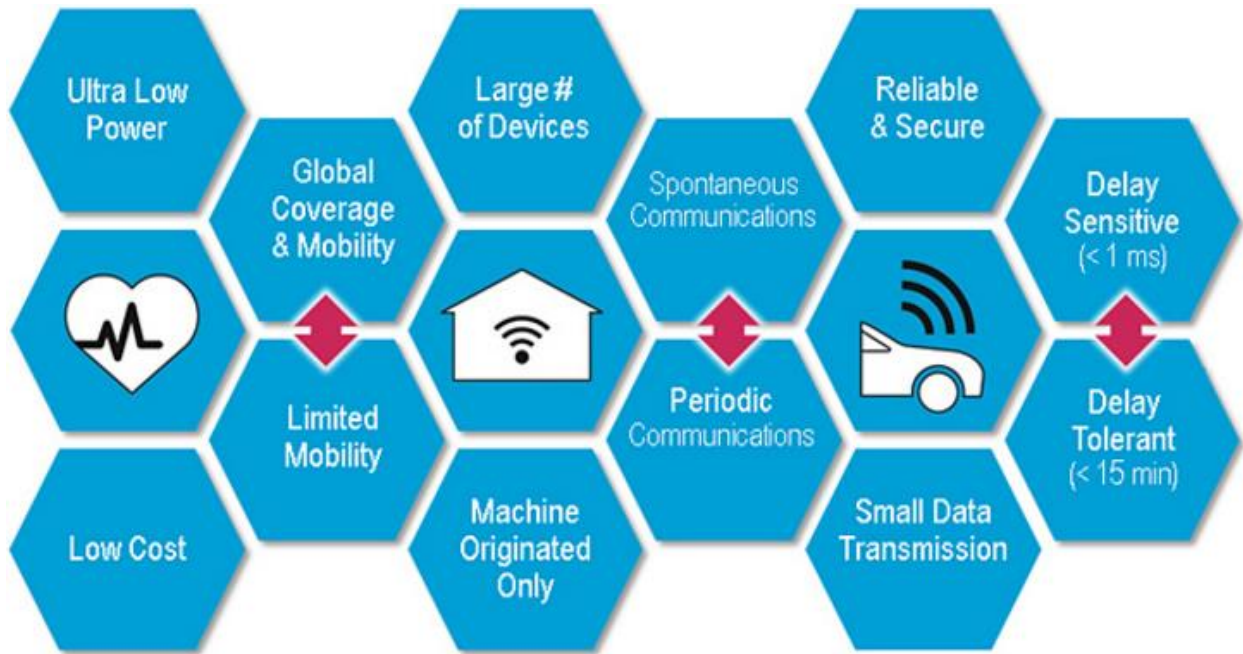 Ultra Low
Power
Large #
of Devices
Reliable
& Secure
Global
Coverage
& Mobility
Spontaneous
Communications
Delay
Sensitive
(< 1 ms)
Limited
Mobility
Periodic
Communications
Delay
Tolerant
(< 15 min)
Low Cost
Machine
Originated
Only
Small Data
Transmission